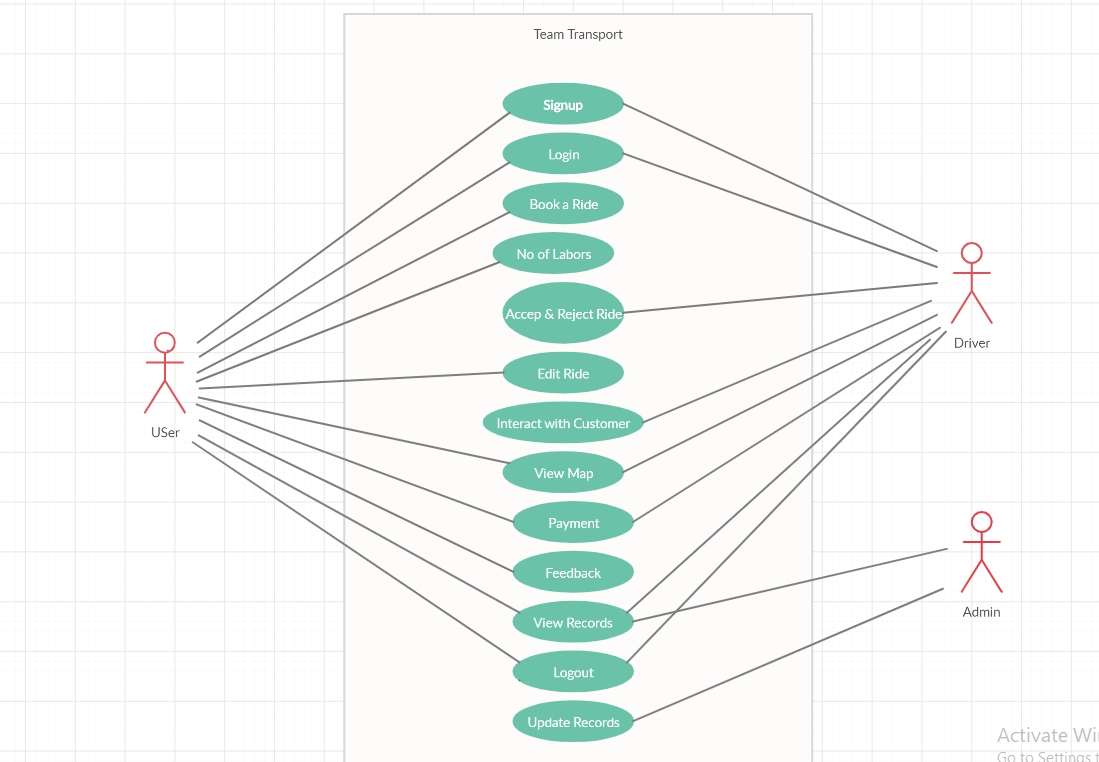 Team Transport
Signup
Login
Book a Ride
No of Labors
Accep & Reject Ride
Edit Ride
Interact with Customer
View Map
Payment
Feedback
View Records
Logout
Update Records
USer
Driver
Admin
Activate Wi
Go to Settings t